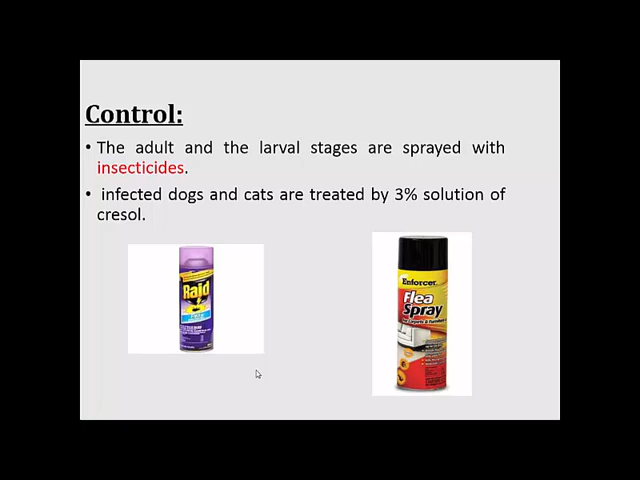 Control:
• The adult and the larval stages are sprayed with
insecticides.
• infected dogs and cats are treated by 3% solution of
cresol.
Raid
Enforcer
Flea
Spray